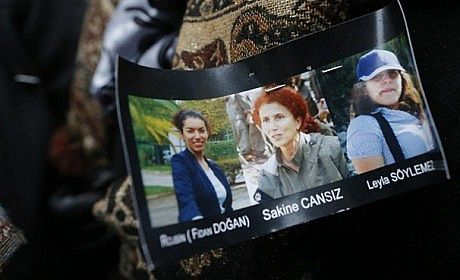 Rojbin ( Fidan DOĞAN)
Sakine CANSIZ
Leyla SÖYLEMEZ